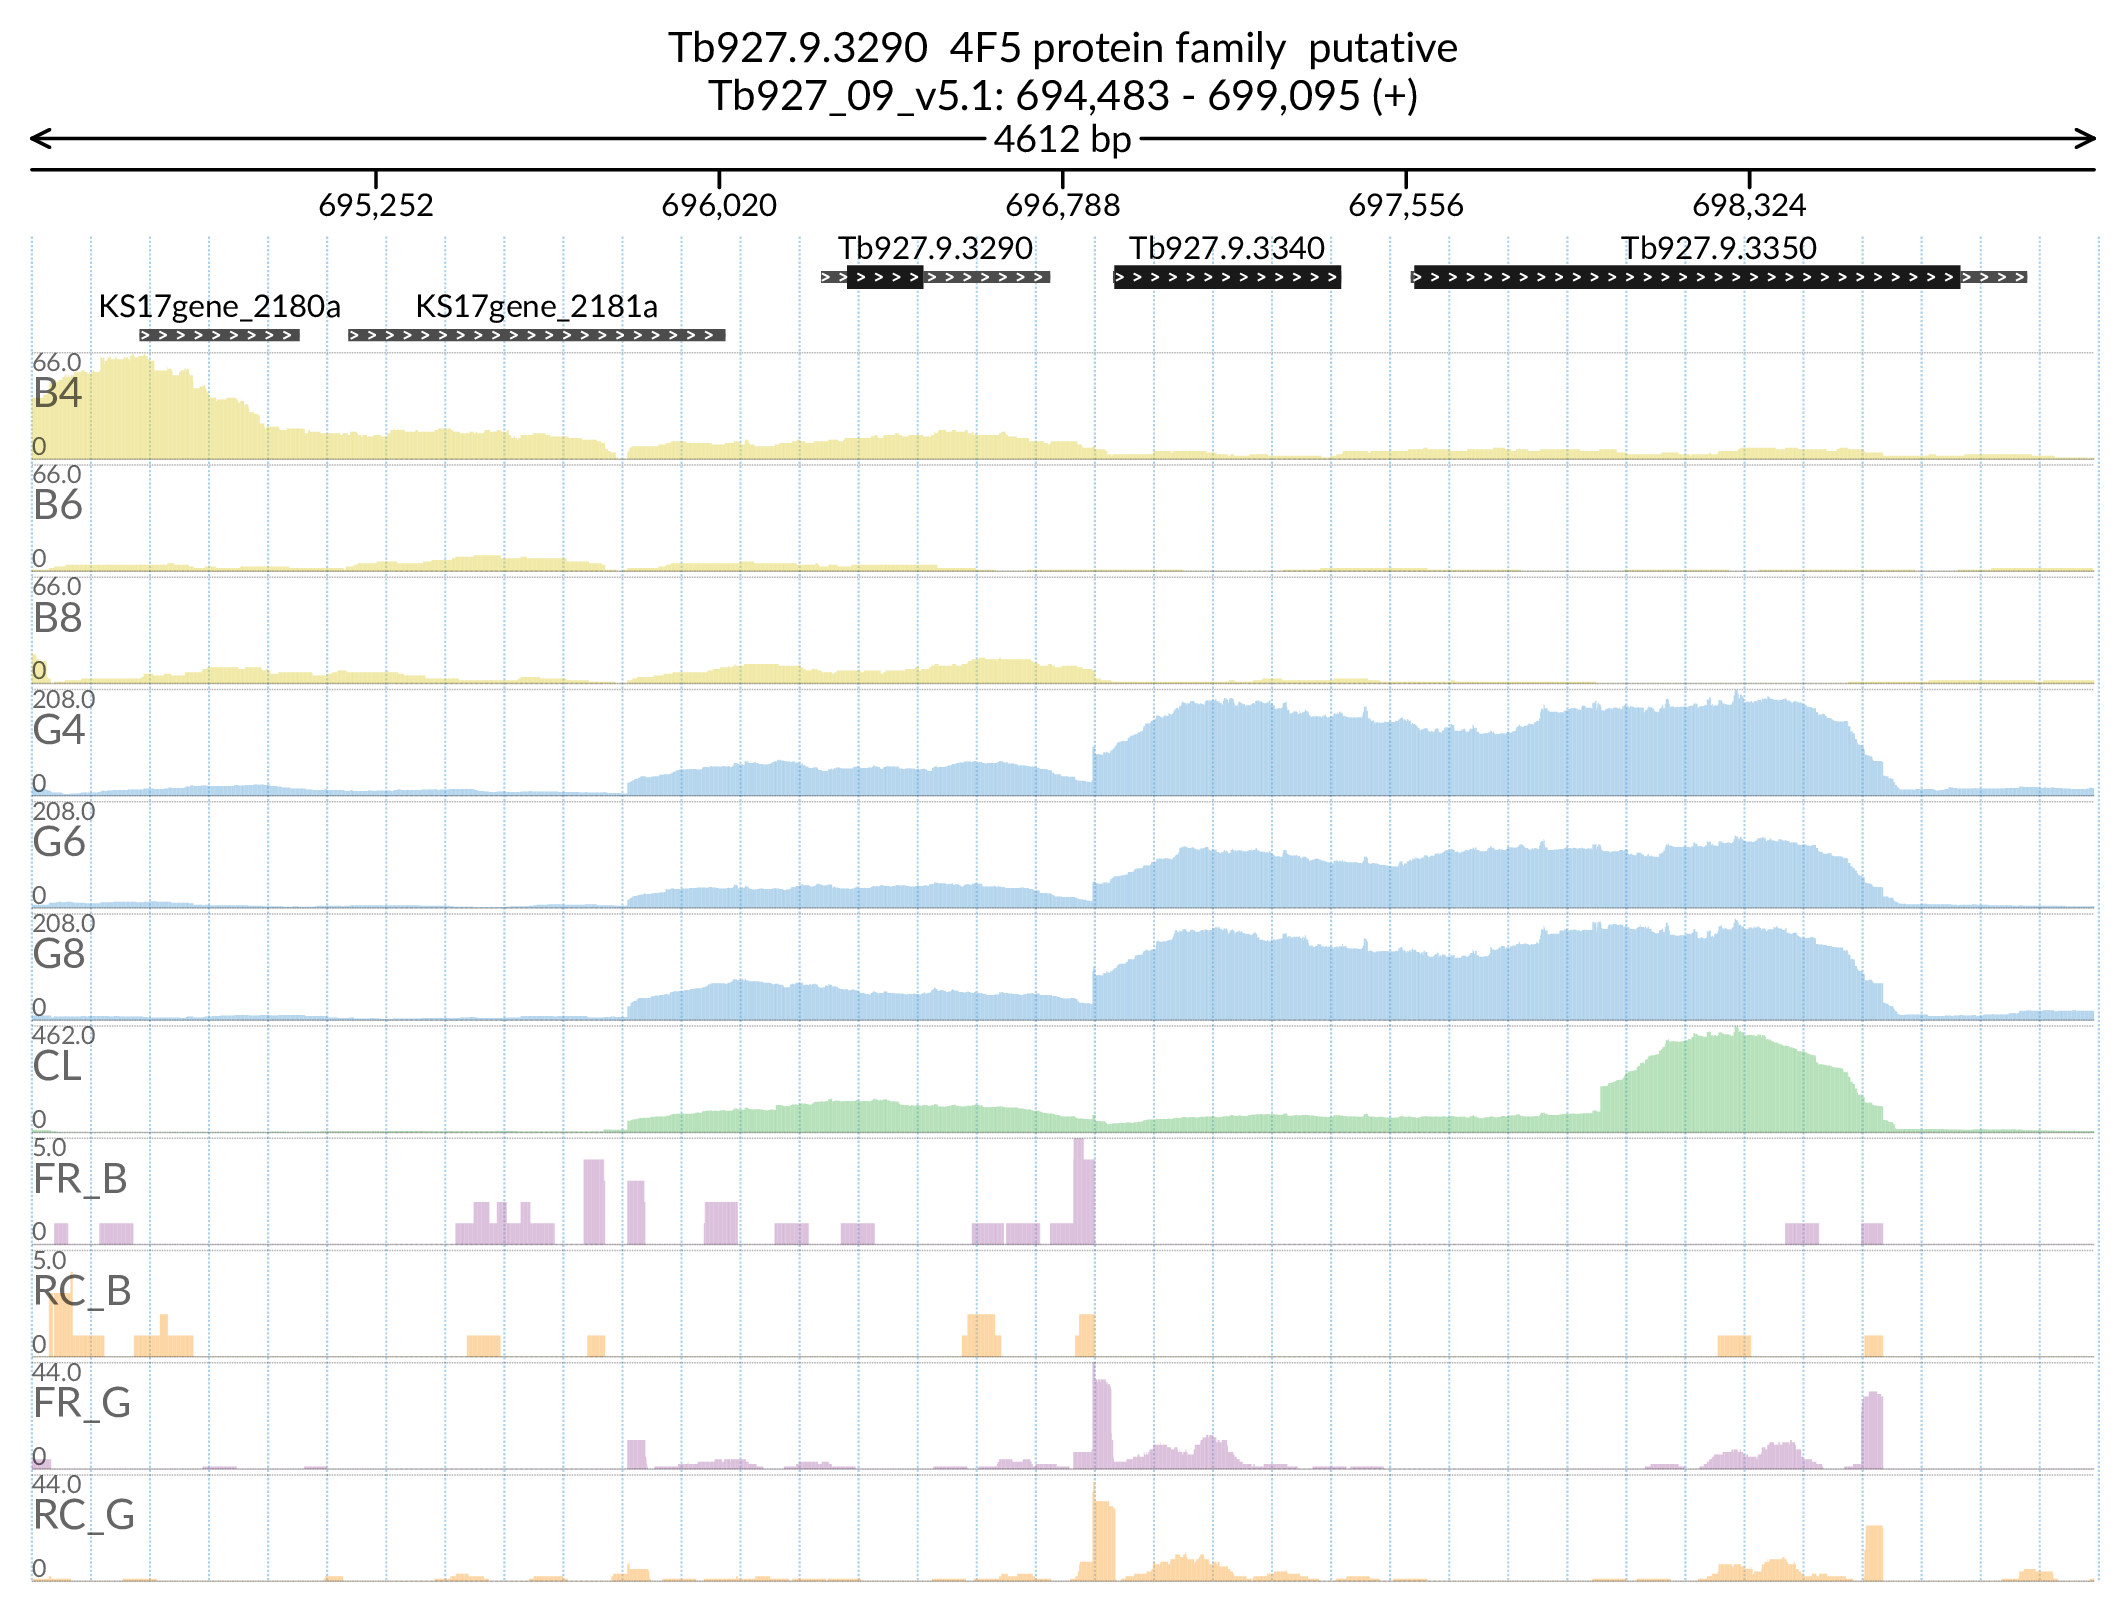 Tb927.9.3290  4F5 protein family  putative
Tb927_09_v5.1: 694,483 - 699,095 (+)
4612 bp
695,252 696,020 696,788 697,556 698,324
Tb927.9.3290 Tb927.9.3340 Tb927.9.3350
KS17gene_2180a KS17gene_2181a
66.0
B4
0
66.0
B6
0
66.0
B8
0
208.0
G4
0
208.0
G6
0
208.0
G8
0
462.0
CL
0
5.0
FR_B
0
5.0
RC_B
0
44.0
FR_G
0
44.0
RC_G
0